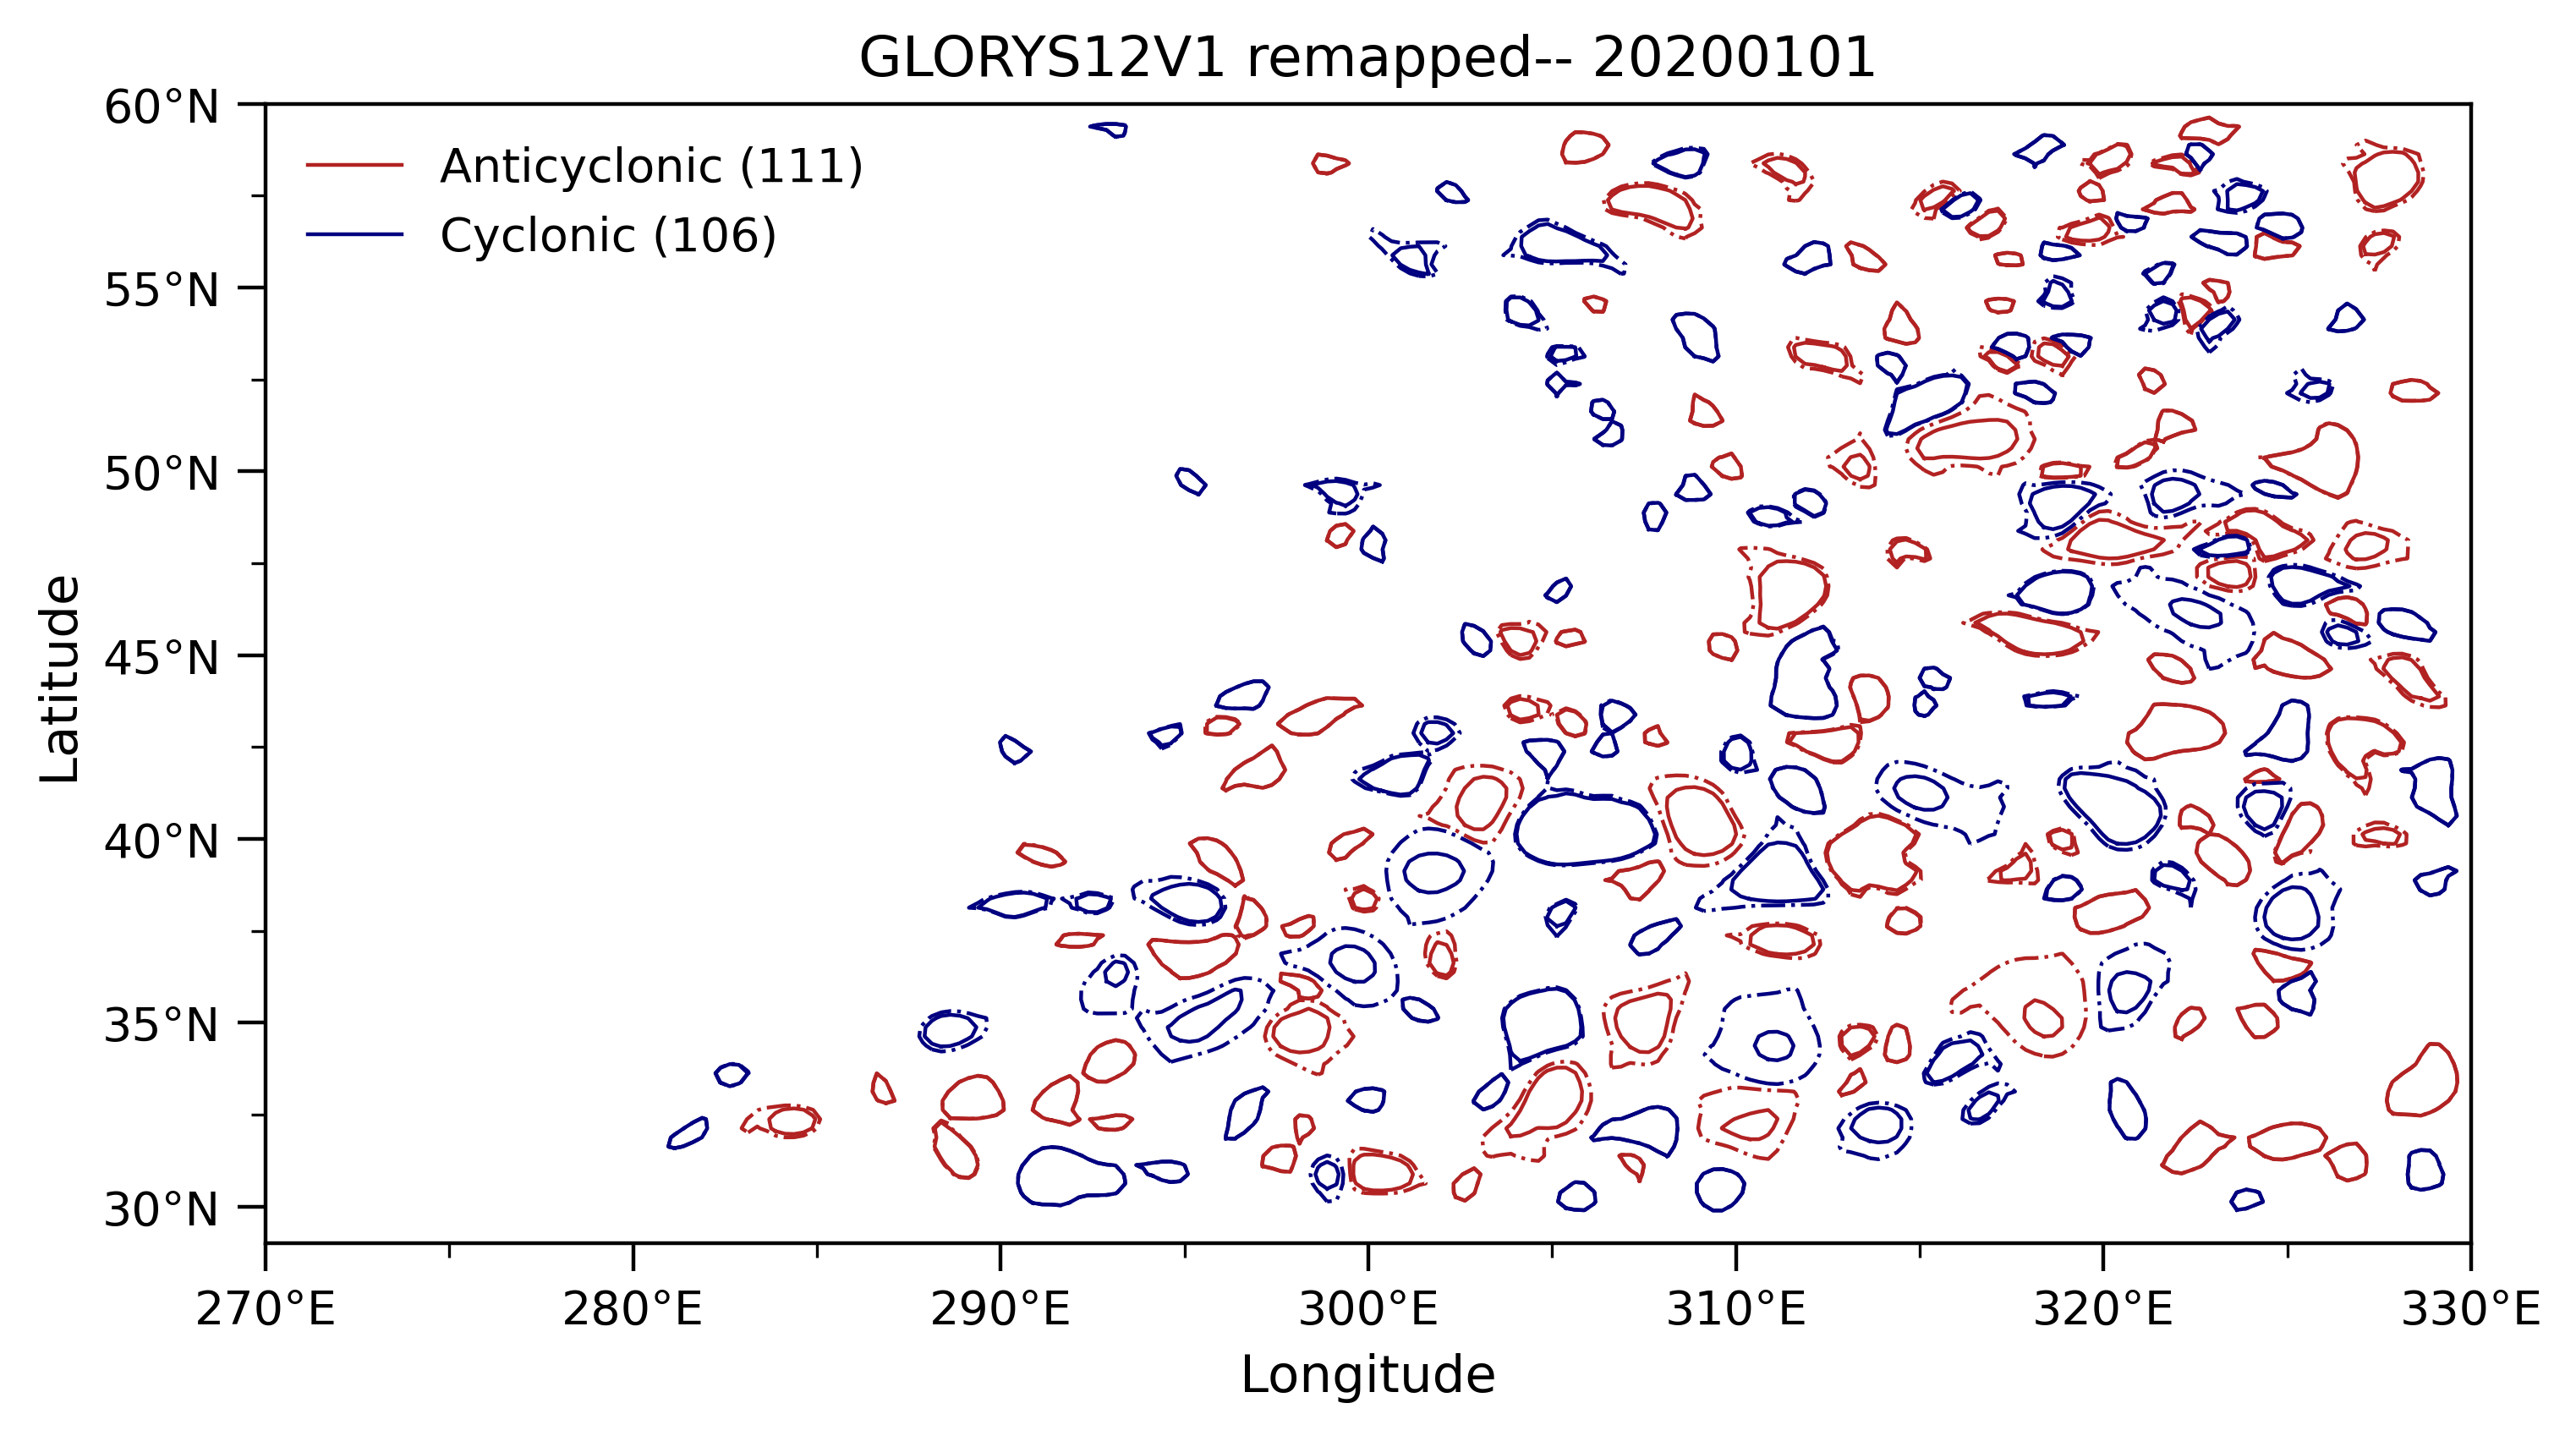 GLORYS12V1 remapped-- 20200101
60°N
55°N
50°N
45°N
40°N
35°N
30°N
Latitude
Anticyclonic (111)
Cyclonic (106)
270°E
280°E
290°E
300°E
310°E
320°E
330°E
Longitude